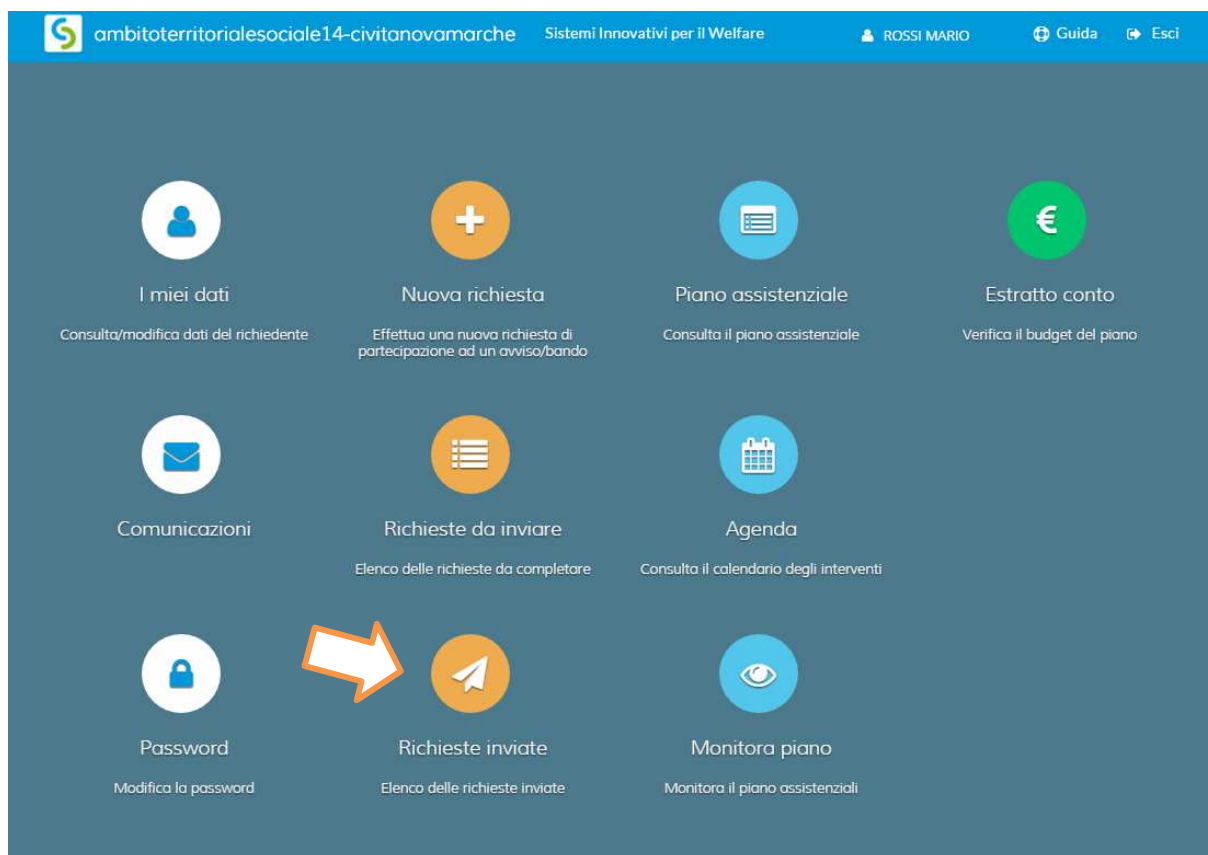 ambitoterritorialesociale14-civitanovamarche Sistemi Innovativi per il Welfare ROSSI MARIO Guida Esci
I miei dati
Consulta/modifica dati del richiedente
Nuova richiesta
Effettua una nuova richiesta di
partecipazione ad un avviso/bando
Piano assistenziale
Consulta il piano assistenziale
€
Estratto conto
Verifica il budget del piano
Comunicazioni
Richieste da inviare
Elenco delle richieste da completare
Agenda
Consulta il calendario degli interventi
Password
Modifica la password
Richieste inviate
Elenco delle richieste inviate
Monitora piano
Monitora il piano assistenziali